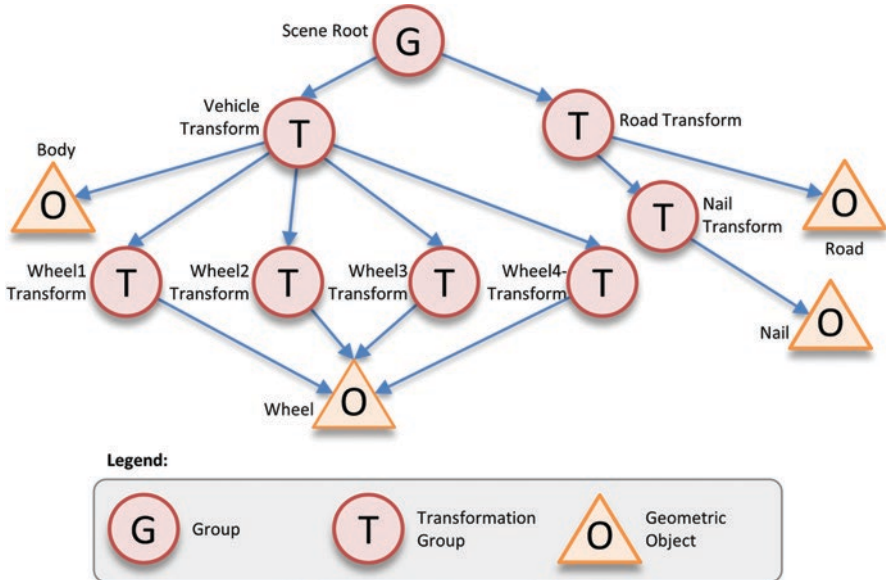 Scene Root
G
Vehicle
Transform
T
T
Road Transform
Body
O
T
Nail
Transform
O
Road
Wheel1
Transform
T
Wheel2
Transform
T
Wheel3
Transform
T
Wheel4-
Transform
T
Nail
O
Wheel
O
Legend:
G
Group
T
Transformation
Group
O
Geometric
Object